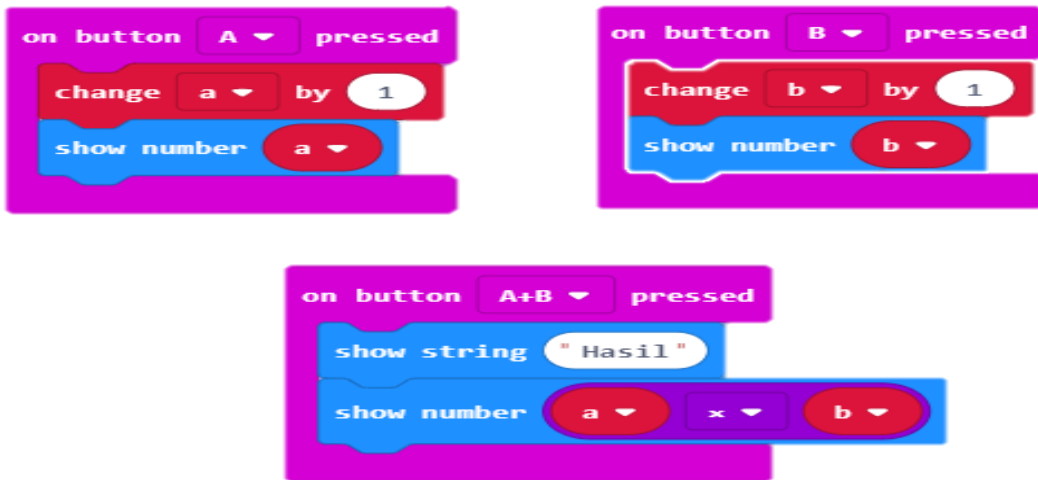 on button A pressed
change a by 1
show number a
on button B pressed
change b by 1
show number b
on button A+B pressed
show string "Hasil"
show number a x b